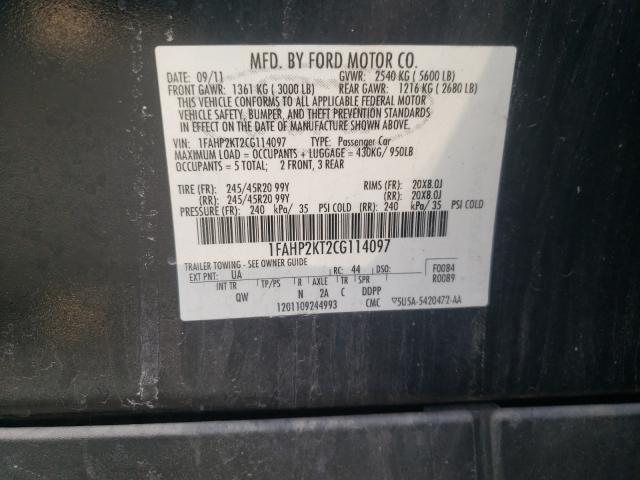 MFD. BY FORD MOTOR CO.
DATE: 09/11 GVWR: 2540 KG ( 5600 LB)
FRONT GAWR: 1361 KG ( 3000 LB) REAR GAWR: 1216 KG ( 2680 LB)
THIS VEHICLE CONFORMS TO ALL APPLICABLE FEDERAL MOTOR
VEHICLE SAFETY, BUMPER, AND THEFT PREVENTION STANDARDS
IN EFFECT ON THE DATE OF MANUFACTURE SHOWN ABOVE.
VIN: 1FAHP2KT2CG114097 TYPE: Passenger Car
MAXIMUM LOAD = OCCUPANTS + LUGGAGE = 430KG/ 950LB
OCCUPANTS = 5 TOTAL: 2 FRONT, 3 REAR
TIRE (FR): 245/45R20 99Y RIMS (FR): 20X8.0J
(RR): 245/45R20 99Y (RR): 20X8.0J
PRESSURE (FR): 240 kPa/ 35 PSI COLD (RR): 240 kPa/ 35 PSI COLD
1FAHP2KT2CG114097
TRAILER TOWING - SEE OWNER GUIDE
EXT PNT: UA RC: 44 DSO: F0084
INT TR TP/PS R AXLE TR SPR R0089
QW N 2A C DDPP
1201109244993 CMC ▽5U5A-5420472-AA